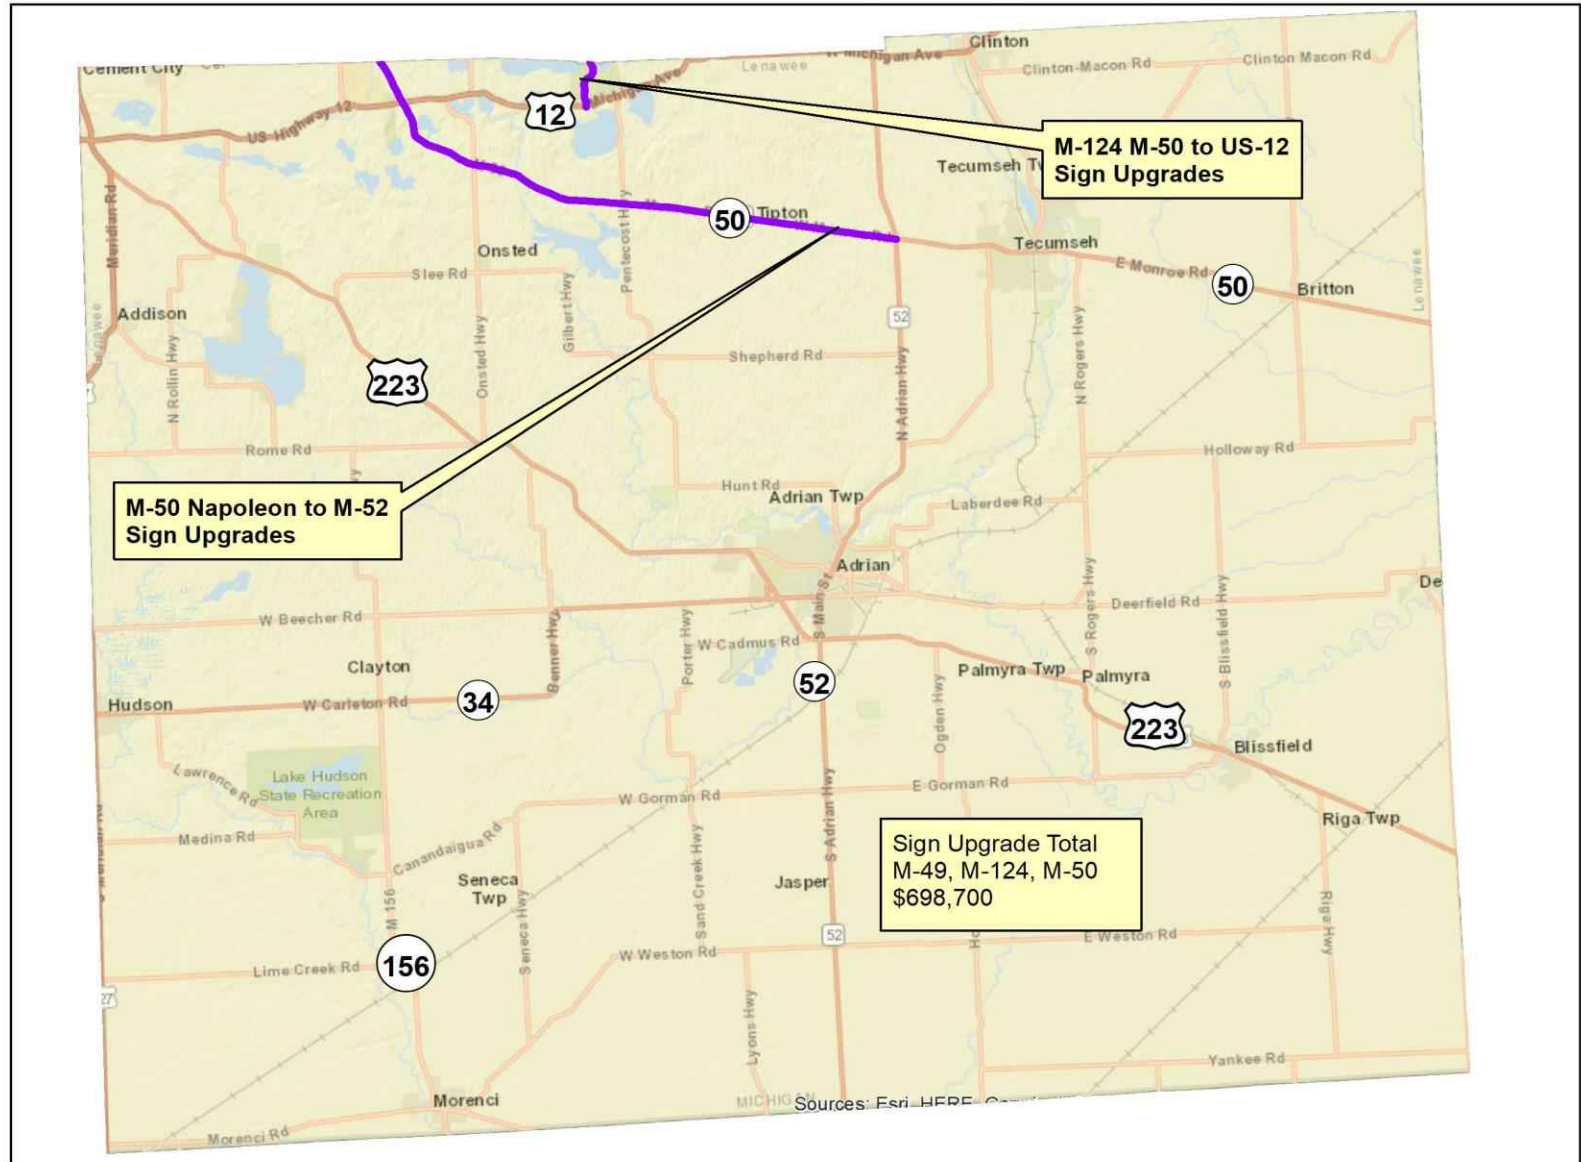 Cement City
Clinton
W Michigan Ave
Lenawee
Clinton-Macon Rd
Clinton Macon Rd
US Highway 12
12
Michigan Ave
M-124 M-50 to US-12
Sign Upgrades
Tecumseh
Meridian Rd
Pentecost Hwy
50
Tipton
Onsted
Tecumseh
E Monroe Rd
50
Britton
Lenawee
Slee Rd
Gilbert Hwy
Addison
Lenawee
N Rollin Hwy
Onsted Hwy
52
Shepherd Rd
N Adrian Hwy
N Rogers Hwy
223
Rome Rd
Holloway Rd
M-50 Napoleon to M-52
Sign Upgrades
Hunt Rd
Adrian Twp
Laberdee Rd
Adrian
S Main St
S Rogers Hwy
S Blissfield Hwy
Deerfield Rd
De
W Beecher Rd
Benner Hwy
Porter Hwy
W Cadmus Rd
Clayton
52
Palmyra Twp
Palmyra
Hudson
W Carleton Rd
34
Ogden Hwy
223
Blissfield
Lake Hudson
State Recreation
Area
Lawrence Rd
W Gorman Rd
E Gorman Rd
Medina Rd
Canandaigua Rd
Sand Creek Hwy
S Adrian Hwy
Riga Twp
Sign Upgrade Total
M-49, M-124, M-50
$698,700
Seneca
Twp
Jasper
M 156
Seneca Hwy
Riga Hwy
52
E Weston Rd
W Weston Rd
156
Lime Creek Rd
27
Lyons Hwy
Yankee Rd
Morenci
MICHIGAN
Sources: Esri, HERE,
Morenci Rd